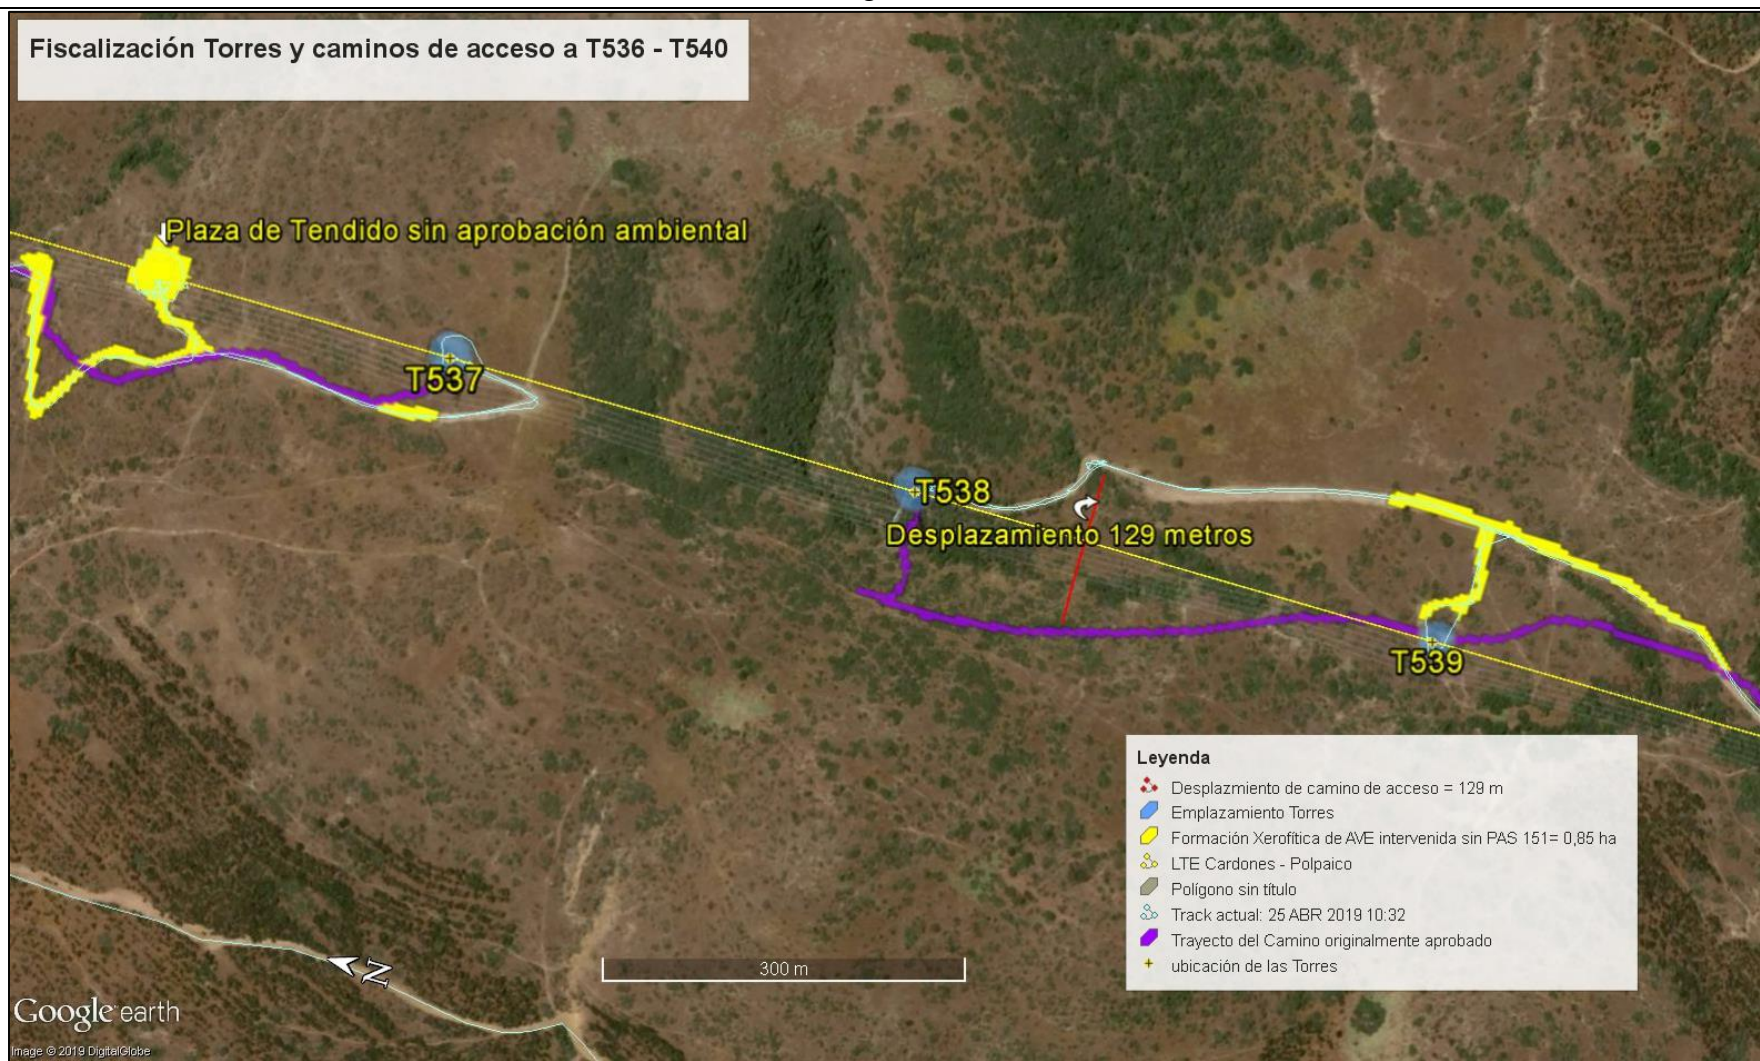 Fiscalización Torres y caminos de acceso a T536 - T540
Plaza de Tendido sin aprobación ambiental
T537
T538
Desplazamiento 129 metros
T539
Leyenda
Desplazmiento de camino de acceso = 129 m
Emplazamiento Torres
Formación Xerofítica de AVE intervenida sin PAS 151= 0,85 ha
LTE Cardones - Polpaico
Polígono sin título
Track actual: 25 ABR 2019 10:32
Trayecto del Camino originalmente aprobado
ubicación de las Torres
N
300 m
Google earth
Image © 2019 DigitalGlobe